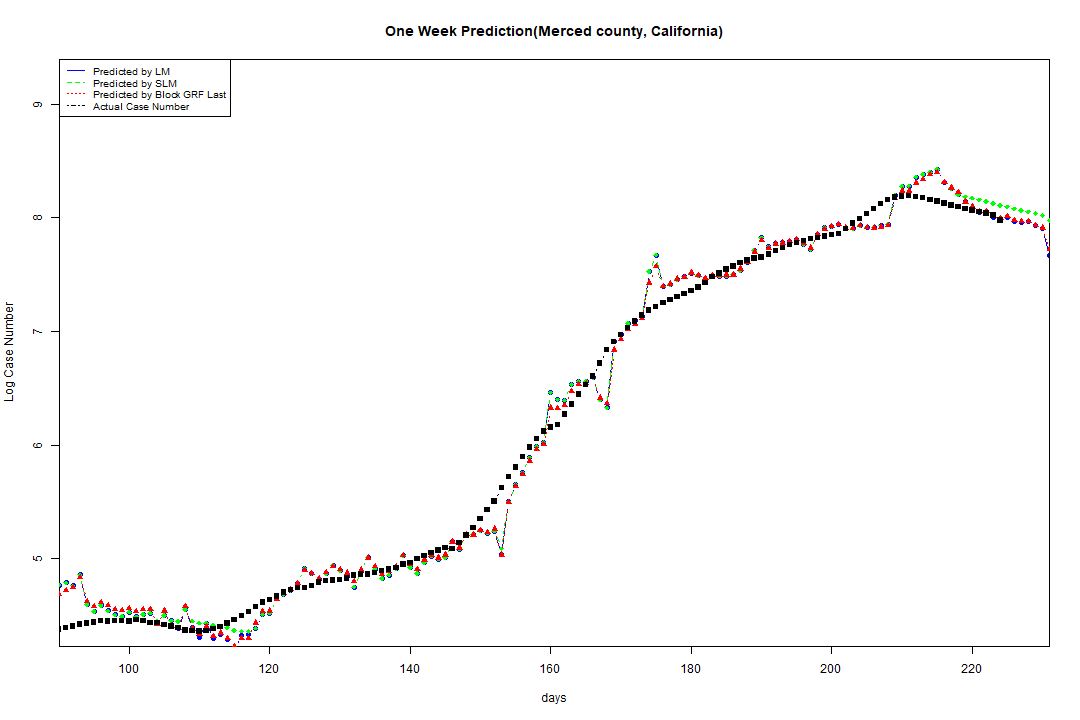 One Week Prediction(Merced county, California)
Predicted by LM
Predicted by SLM
Predicted by Block GRF Last
Actual Case Number
9
8
7
6
5
Log Case Number
100 120 140 160 180 200 220
days